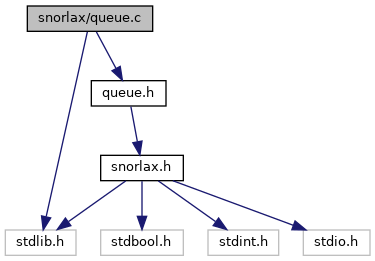 snorlax/queue.c
queue.h
snorlax.h
stdlib.h
stdbool.h
stdint.h
stdio.h